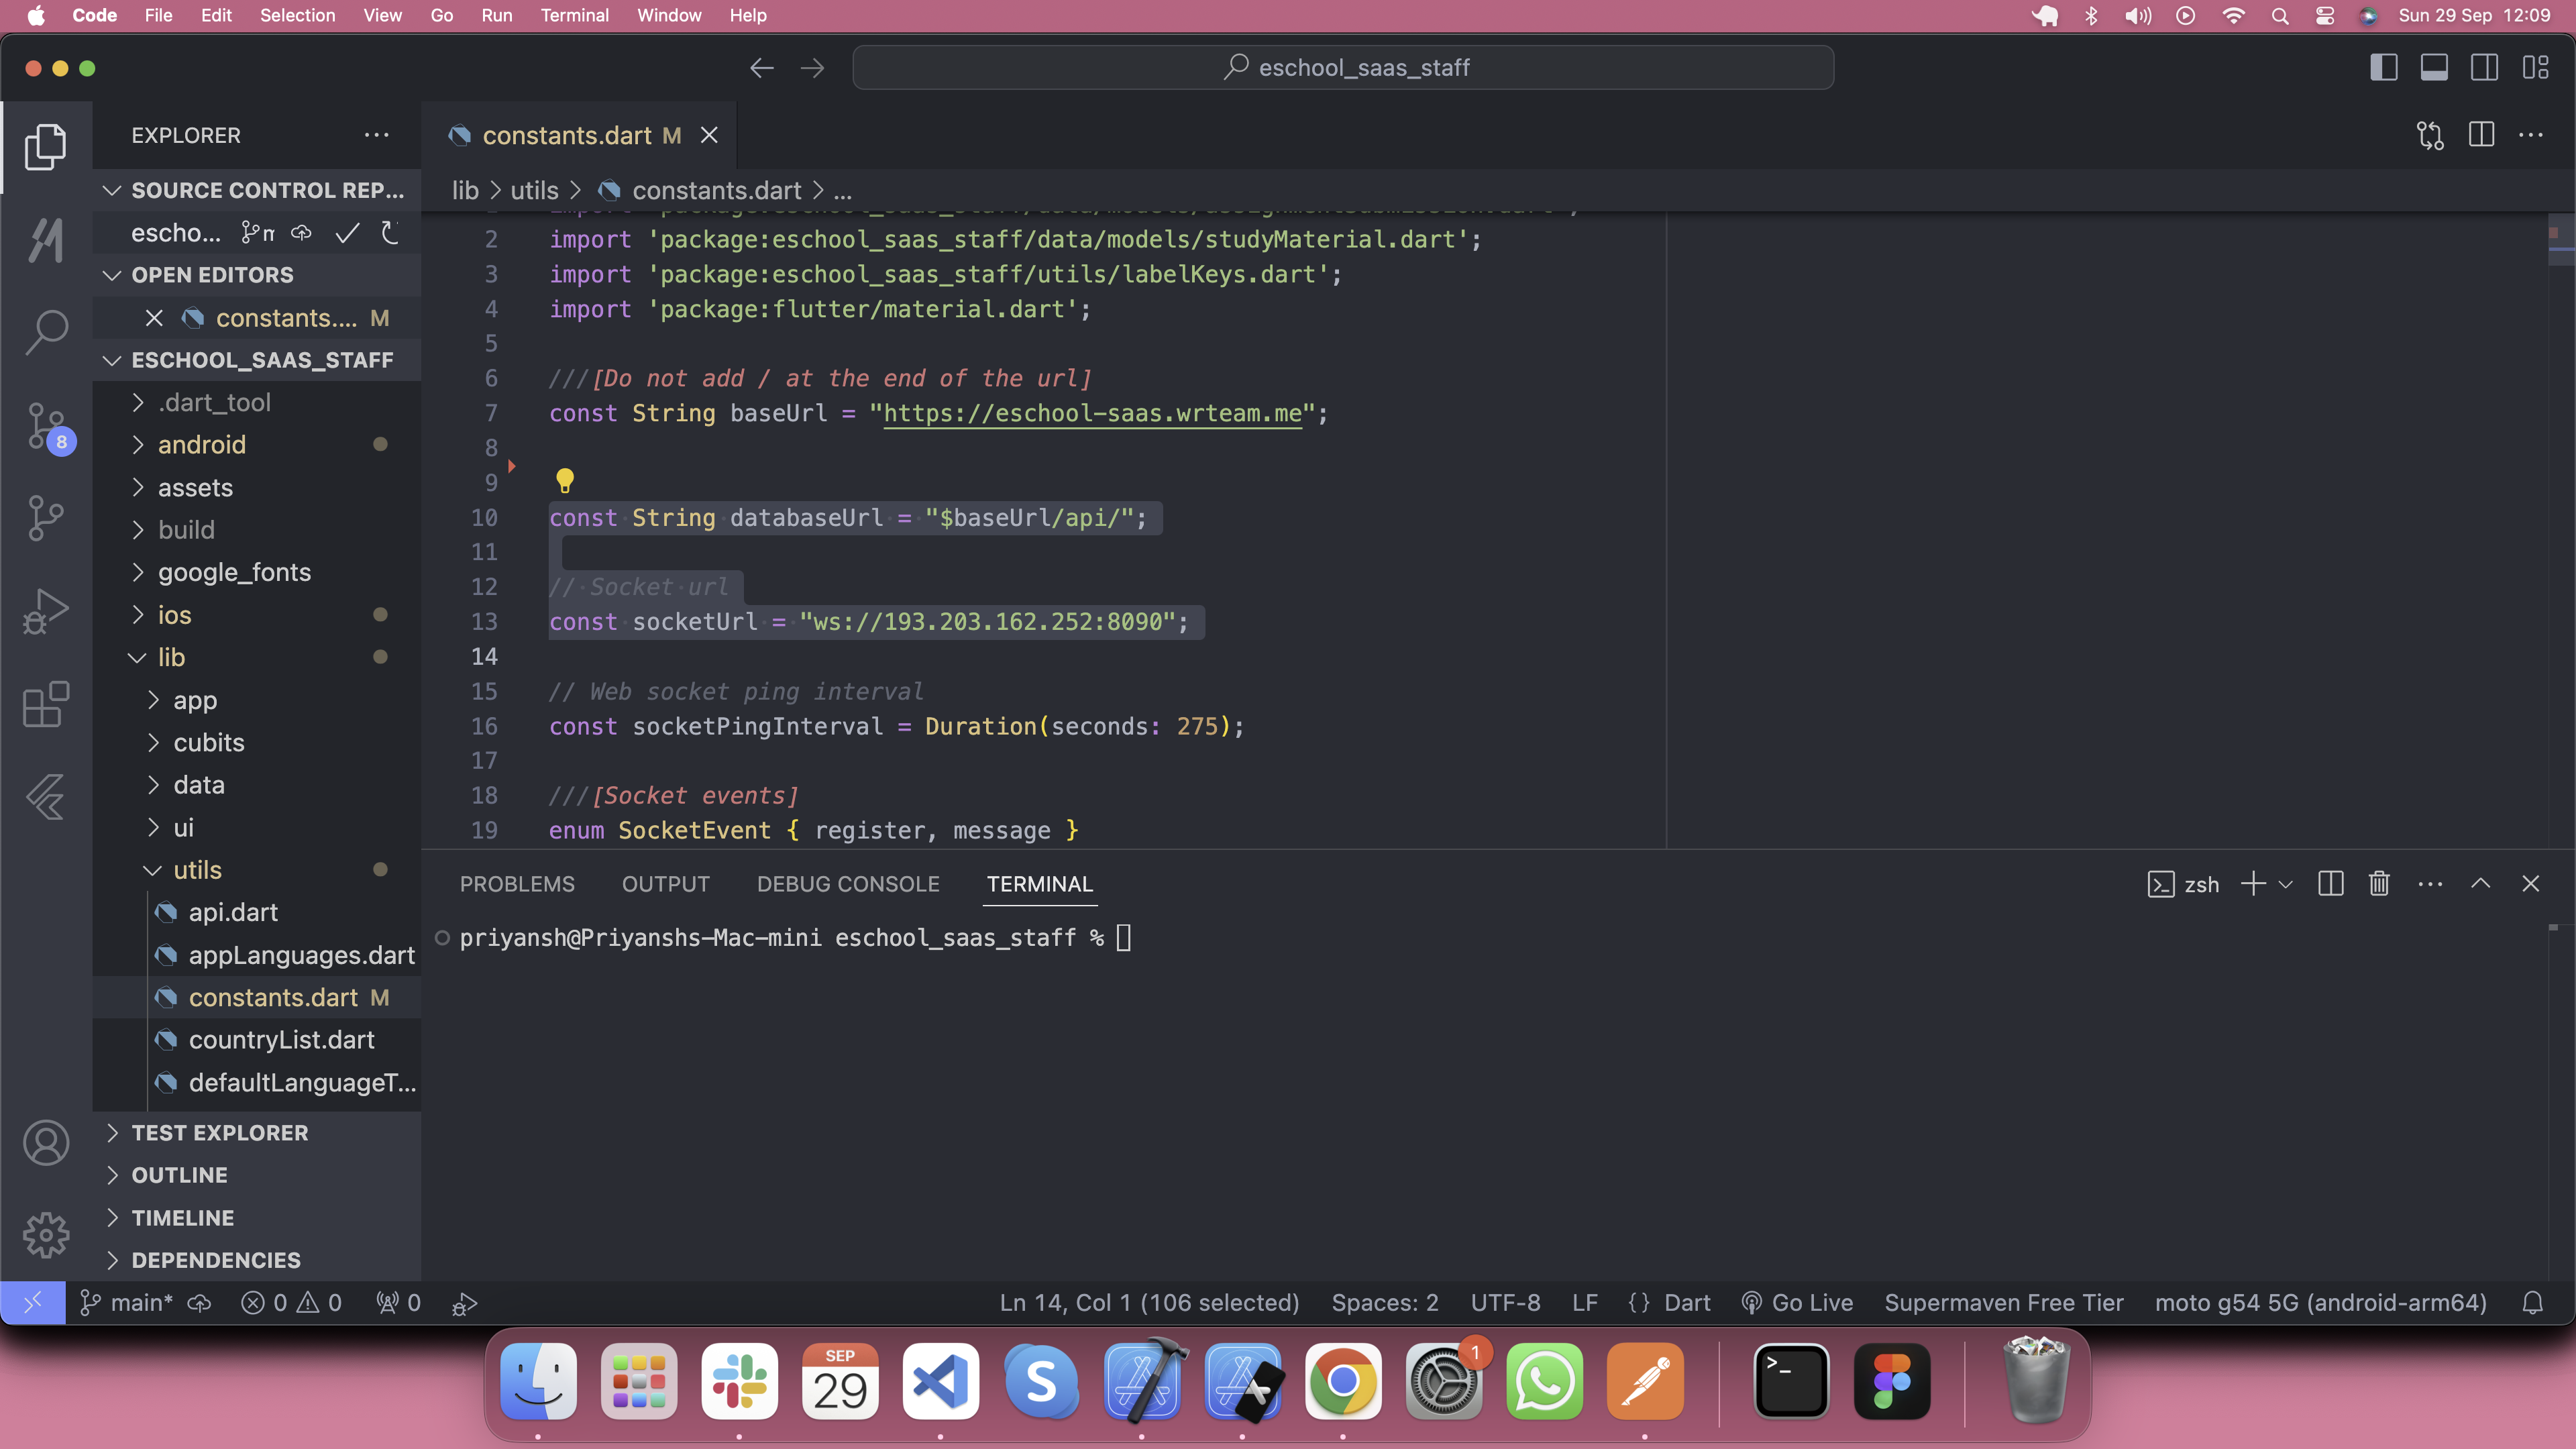 Code File Edit Selection View Go Run Terminal Window Help Sun 29 Sep 12:09
eschool_saas_staff
EXPLORER
constants.dart M
SOURCE CONTROL REP...
lib > utils > constants.dart > ...
escho... m
OPEN EDITORS
constants.... M
ESCHOOL_SAAS_STAFF
.dart_tool
android
assets
build
google_fonts
ios
lib
app
cubits
data
ui
utils
api.dart
appLanguages.dart
constants.dart M
countryList.dart
defaultLanguageT...
TEST EXPLORER
OUTLINE
TIMELINE
DEPENDENCIES
8
2 import 'package:eschool_saas_staff/data/models/studyMaterial.dart';
3 import 'package:eschool_saas_staff/utils/labelKeys.dart';
4 import 'package:flutter/material.dart';
5
6 ///[Do not add / at the end of the url]
7 const String baseUrl = "https://eschool-saas.wrteam.me";
8
9
10 const String databaseUrl = "$baseUrl/api/";
11
12 // Socket url
13 const socketUrl = "ws://193.203.162.252:8090";
14
15 // Web socket ping interval
16 const socketPingInterval = Duration(seconds: 275);
17
18 ///[Socket events]
19 enum SocketEvent { register, message }
PROBLEMS OUTPUT DEBUG CONSOLE TERMINAL zsh
priyansh@Priyanshs-Mac-mini eschool_saas_staff %
main* 0 0 0 Ln 14, Col 1 (106 selected) Spaces: 2 UTF-8 LF {} Dart Go Live Supermaven Free Tier moto g54 5G (android-arm64)
SEP
29
S
1
>_